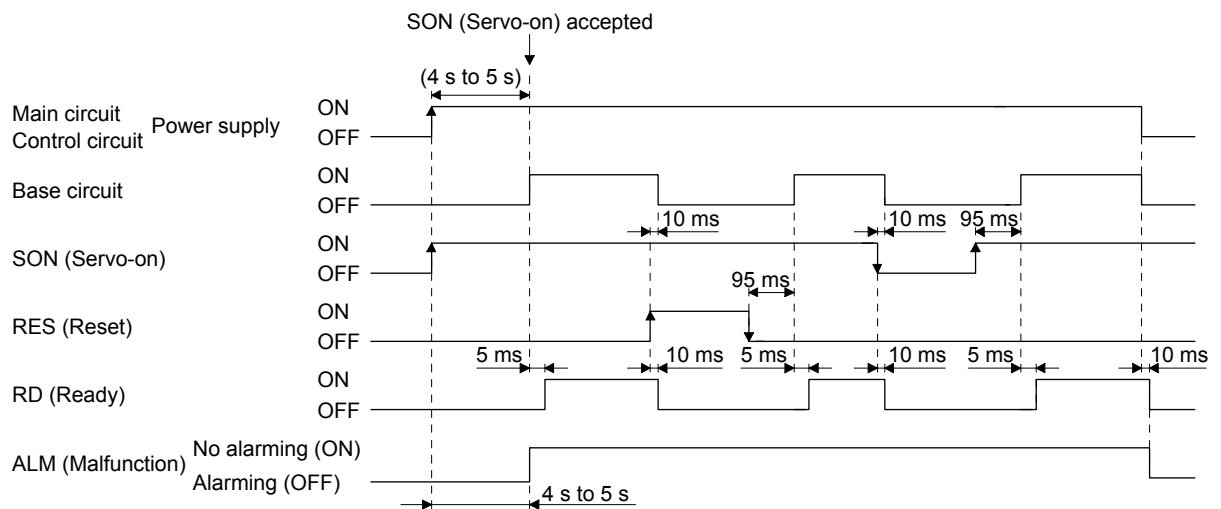 SON (Servo-on) accepted
(4 s to 5 s)
Main circuit
Control circuit
Power supply
ON
OFF
Base circuit
ON
OFF
10 ms
10 ms
95 ms
SON (Servo-on)
ON
OFF
95 ms
RES (Reset)
ON
OFF
5 ms
10 ms
5 ms
10 ms
5 ms
10 ms
RD (Ready)
ON
OFF
ALM (Malfunction)
No alarming (ON)
Alarming (OFF)
4 s to 5 s